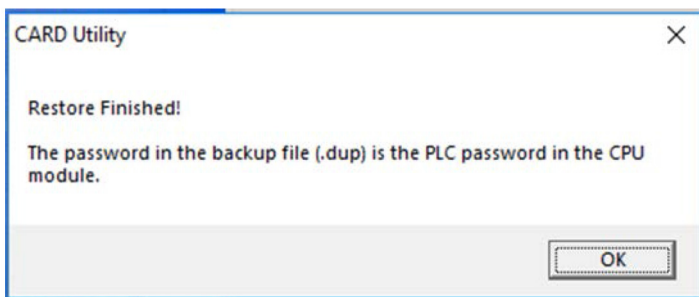 CARD Utility
Restore Finished!
The password in the backup file (.dup) is the PLC password in the CPU
module.
OK